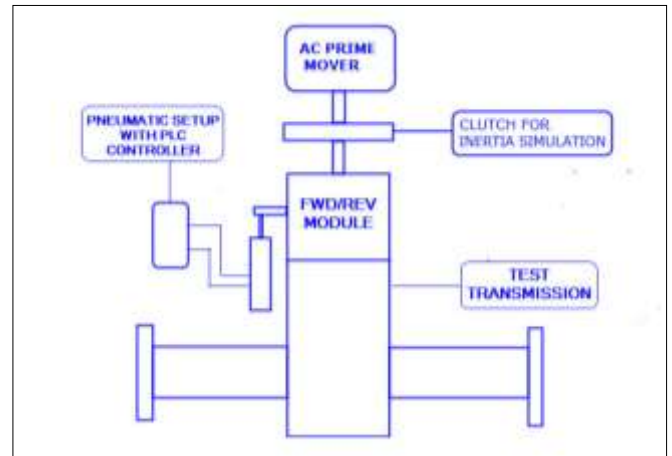 AC PRIME
MOVER
PNEUMATIC SETUP
WITH PLC
CONTROLLER
CLUTCH FOR
INERTIA SIMULATION
FWD/REV
MODULE
TEST
TRANSMISSION